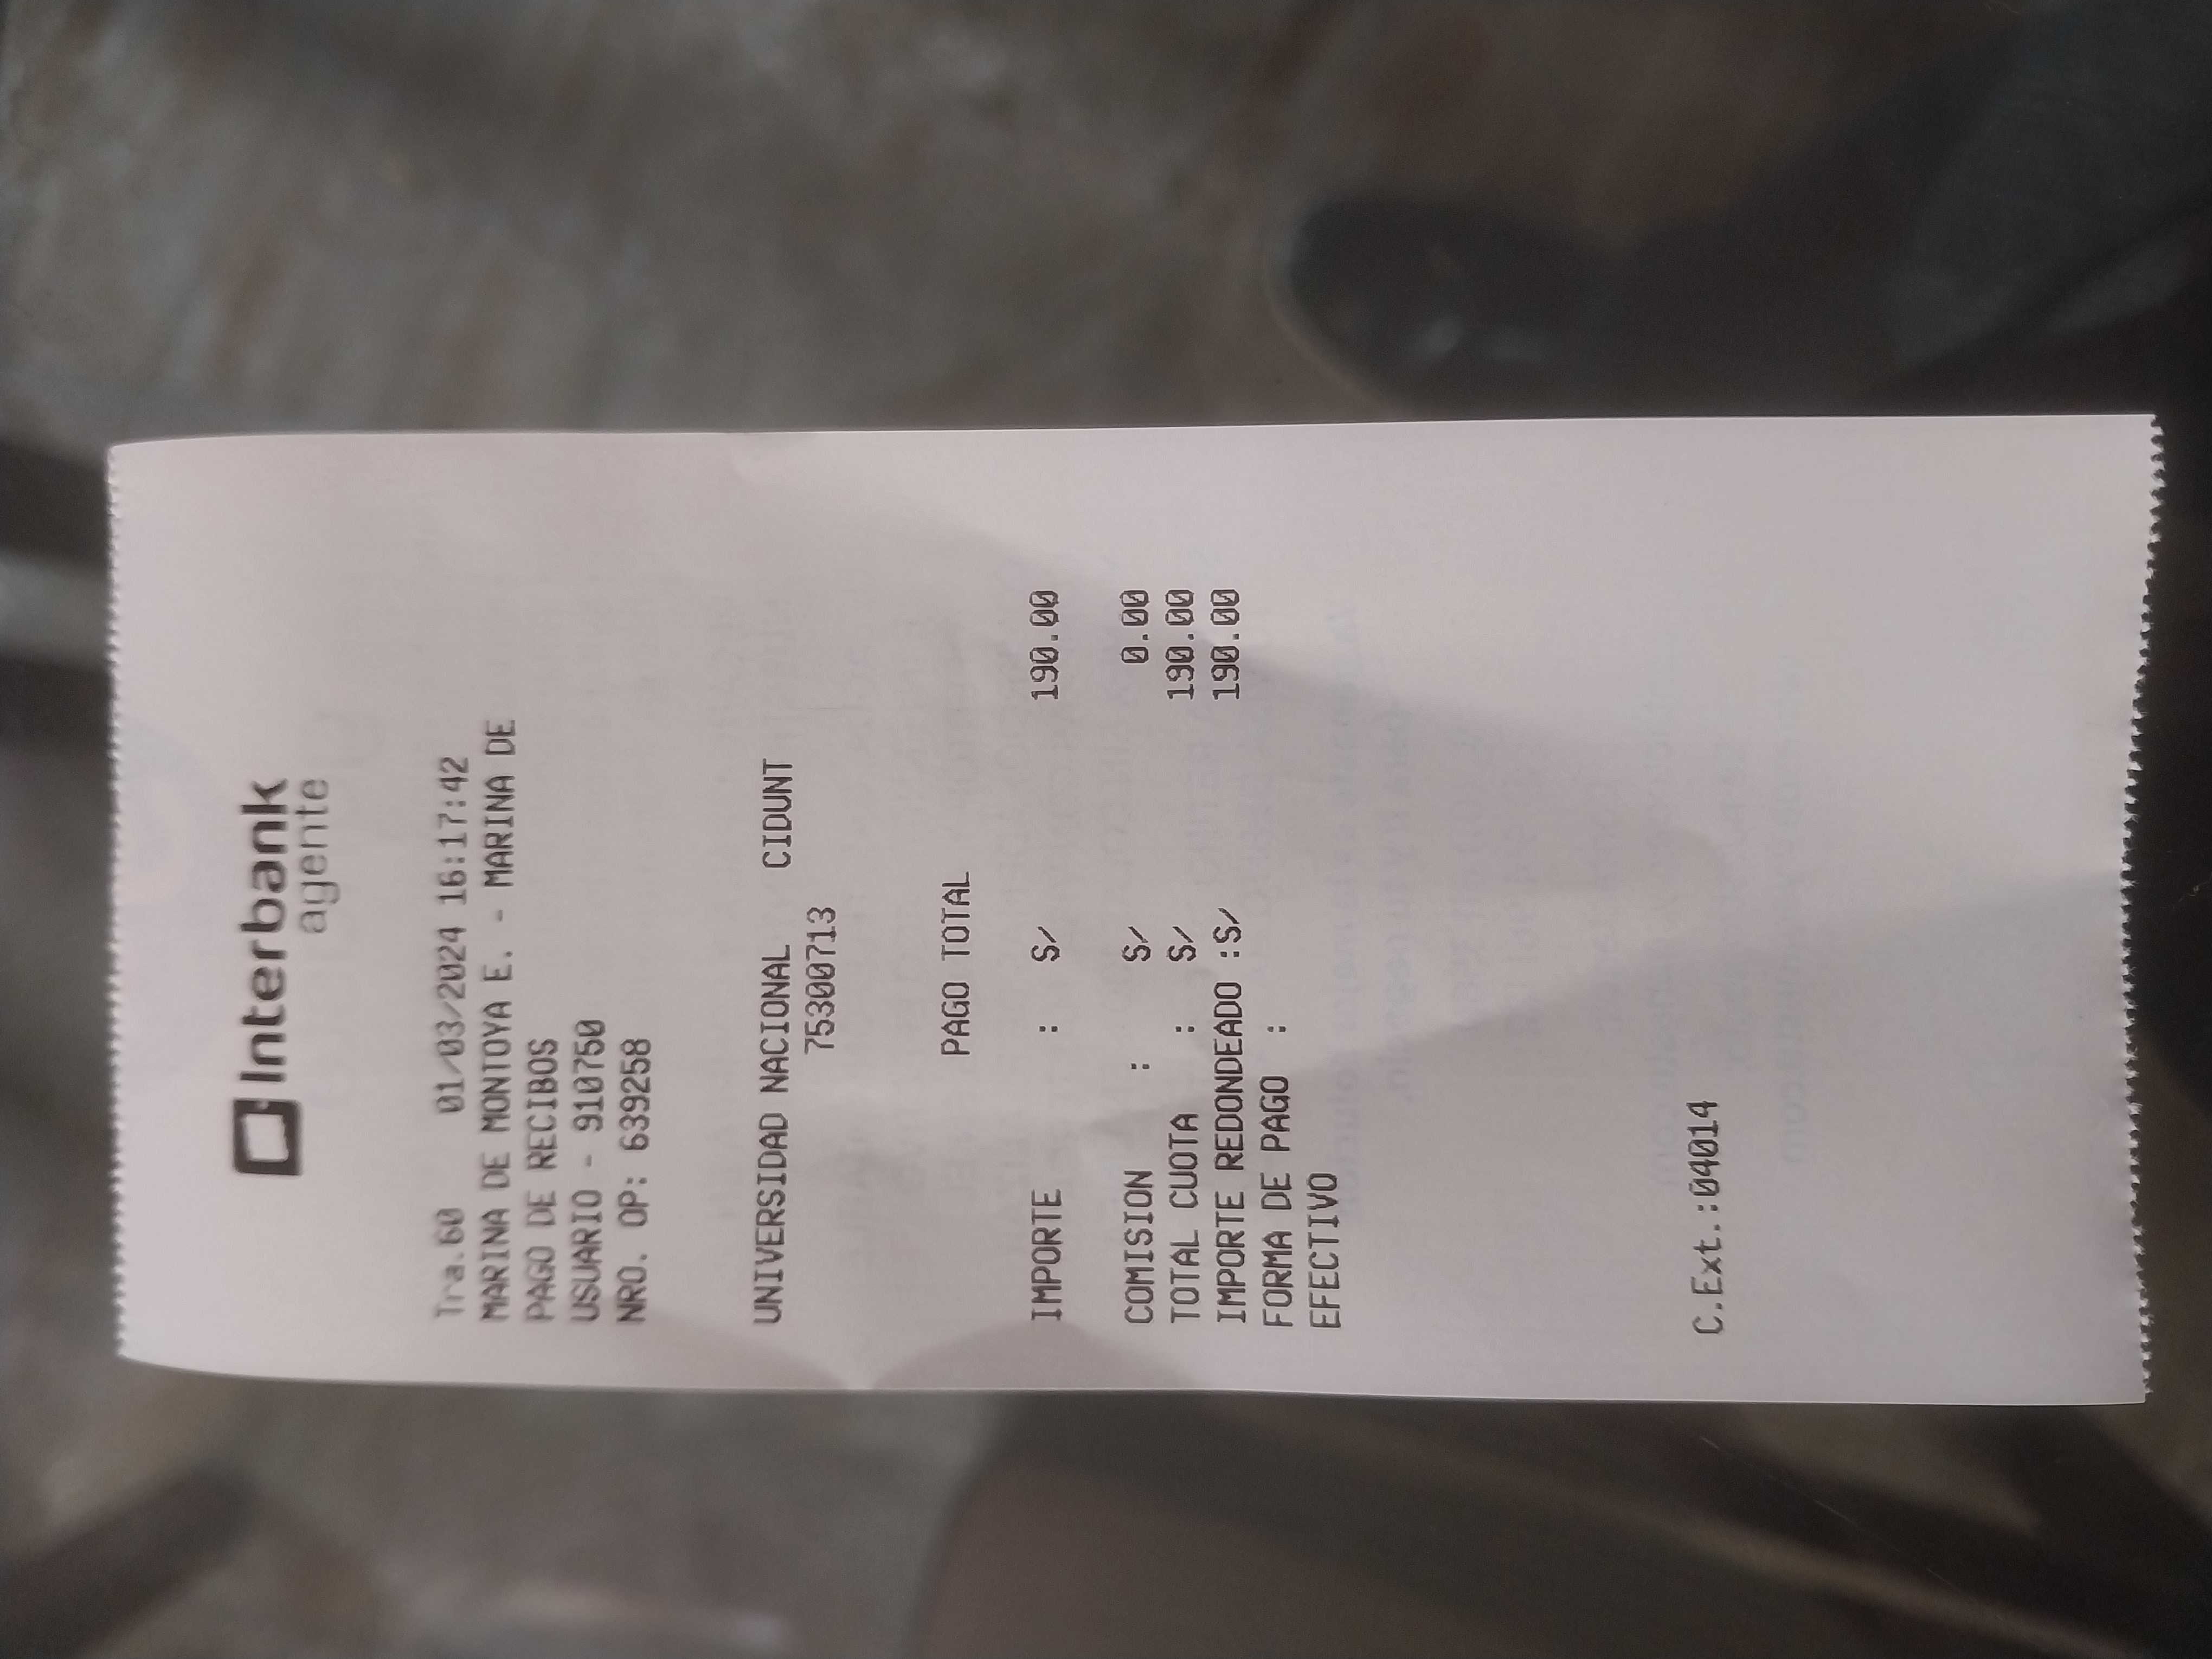 Interbank
agente
Tra.60 01/03/2024 16:17:42
MARINA DE MONTOYA E. - MARINA DE
PAGO DE RECIBOS
USUARIO - 910750
NRO. OP: 639258
UNIVERSIDAD NACIONAL CIDUNT
75300713
PAGO TOTAL
IMPORTE : S/ 190.00
COMISION : S/ 0.00
TOTAL CUOTA : S/ 190.00
IMPORTE REDONDEADO :S/ 190.00
FORMA DE PAGO :
EFECTIVO
C.Ext.:04014